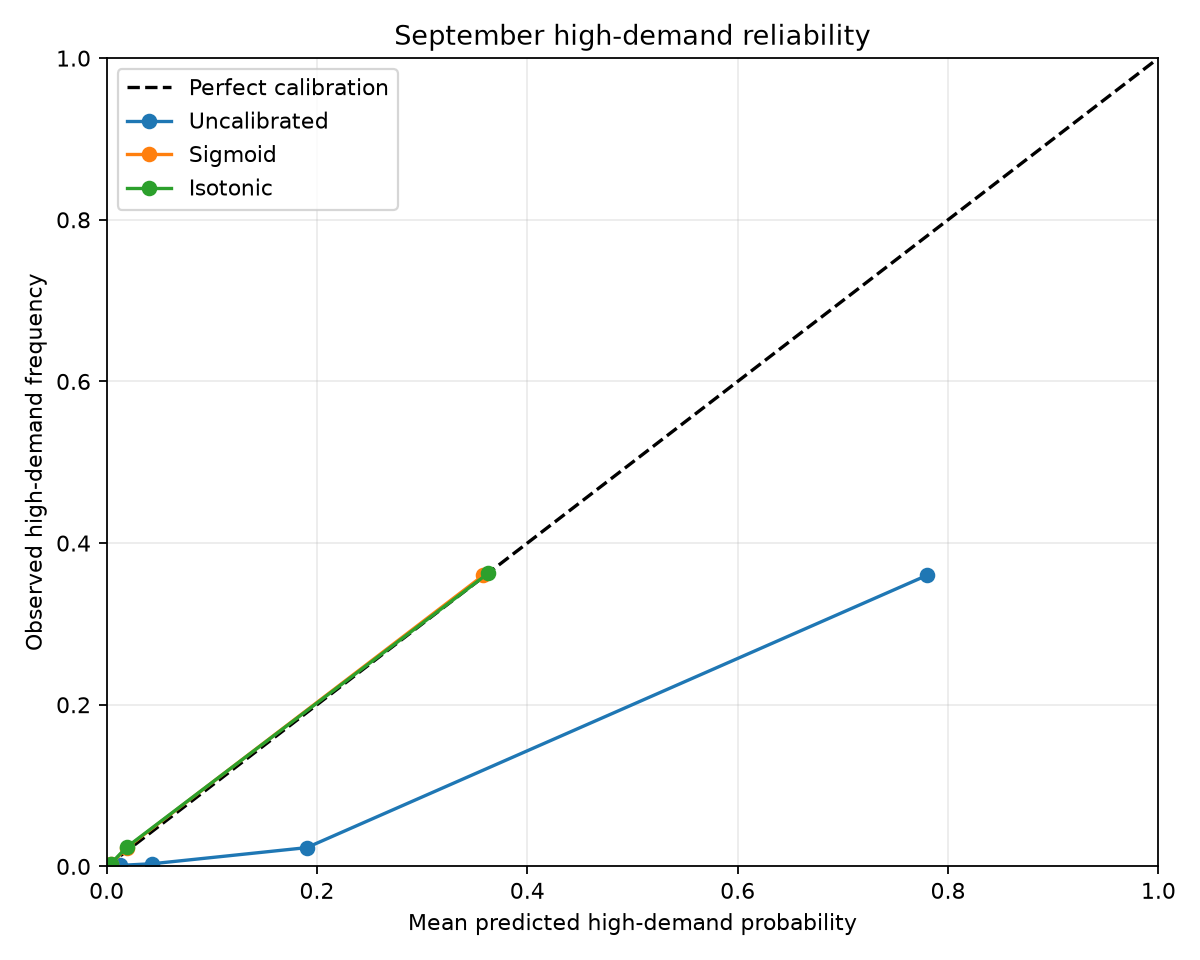 September high-demand reliability
Perfect calibration
Uncalibrated
Sigmoid
Isotonic
Observed high-demand frequency
1.0
0.8
0.6
0.4
0.2
0.0
0.0 0.2 0.4 0.6 0.8 1.0
Mean predicted high-demand probability